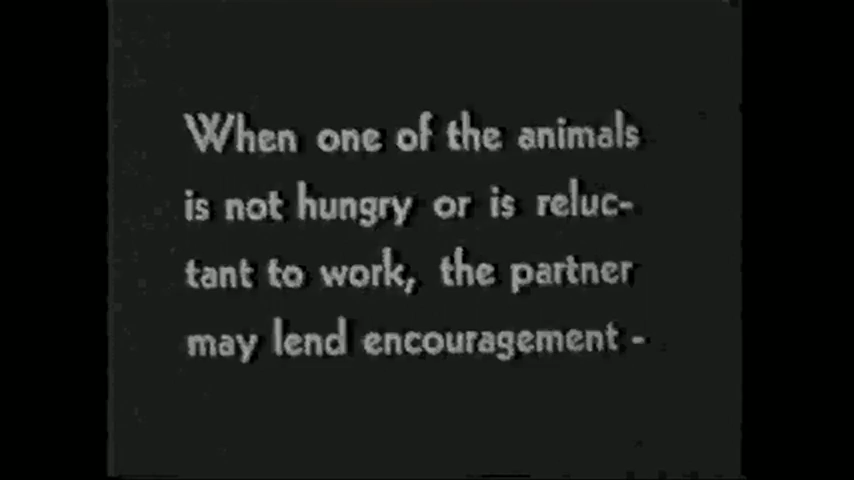 When one of the animals
is not hungry or is reluc-
tant to work, the partner
may lend encouragement -